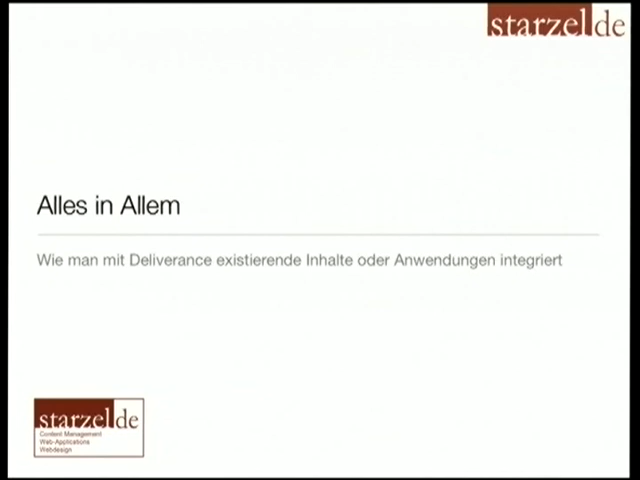 starzel.de
Alles in Allem
Wie man mit Deliverance existierende Inhalte oder Anwendungen integriert
starzel.de
Content Management
Web-Applications
Webdesign